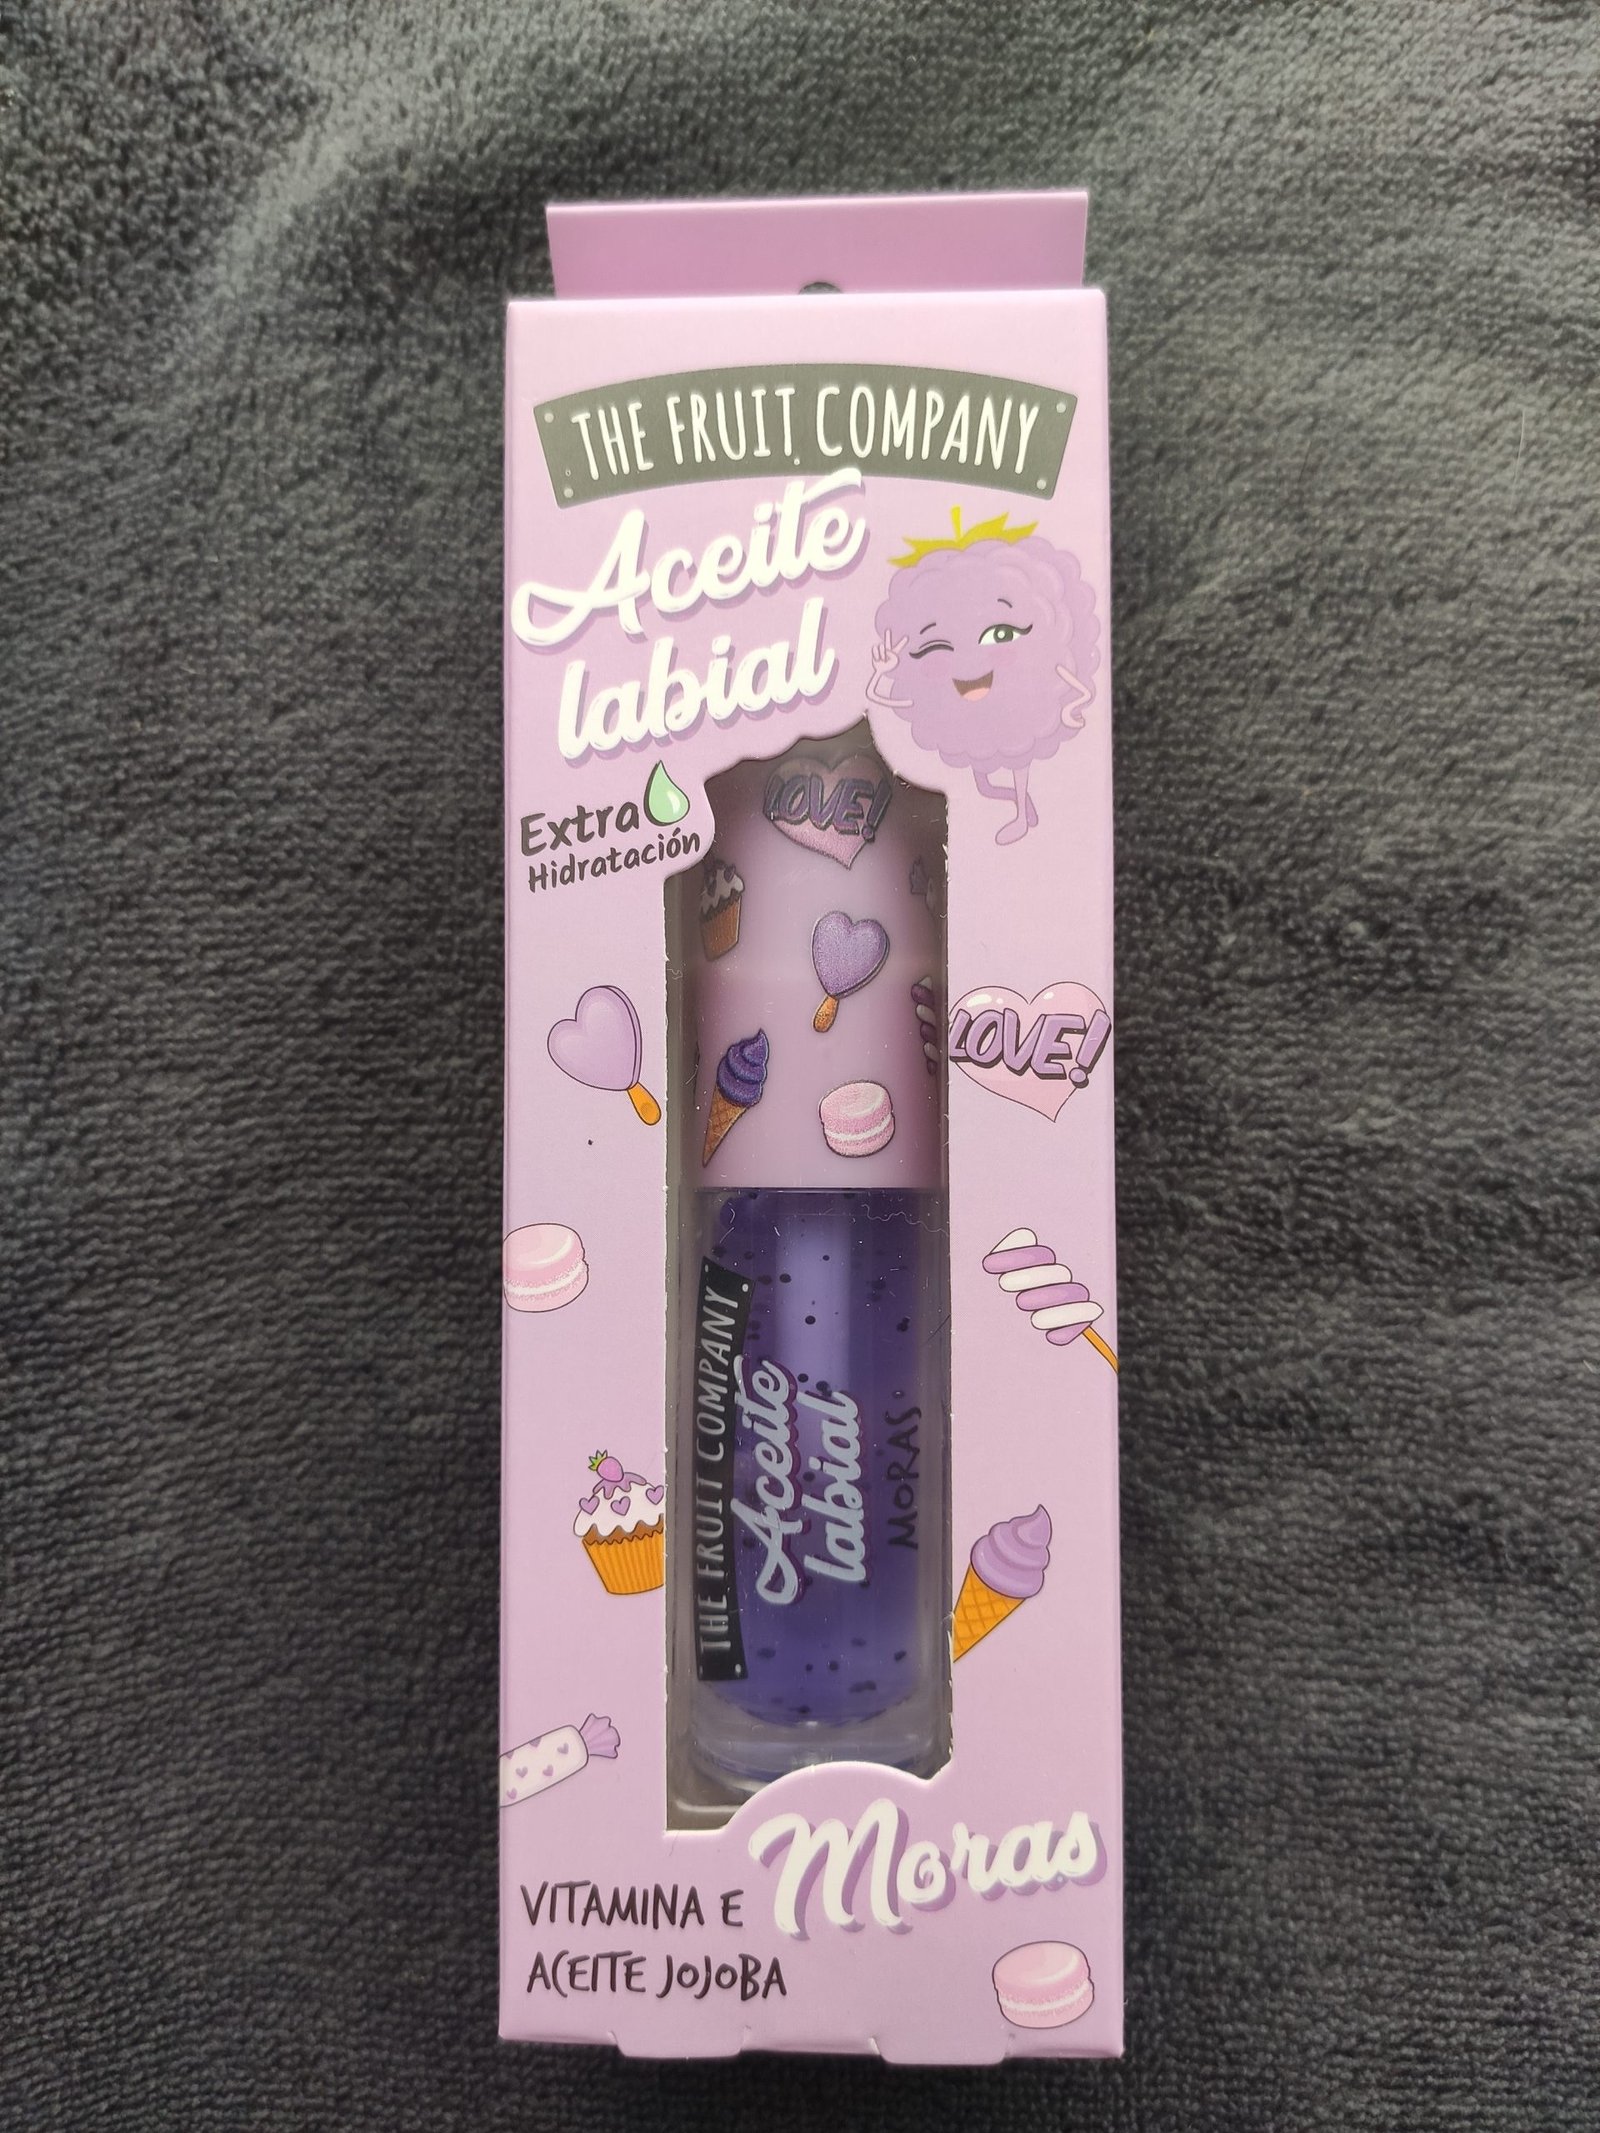 THE FRUIT COMPANY
Aceite
labial
Extra
Hidratación
LOVE!
LOVE!
THE FRUIT COMPANY
Aceite
labial
MORAS
Moras
VITAMINA E
ACEITE JOJOBA